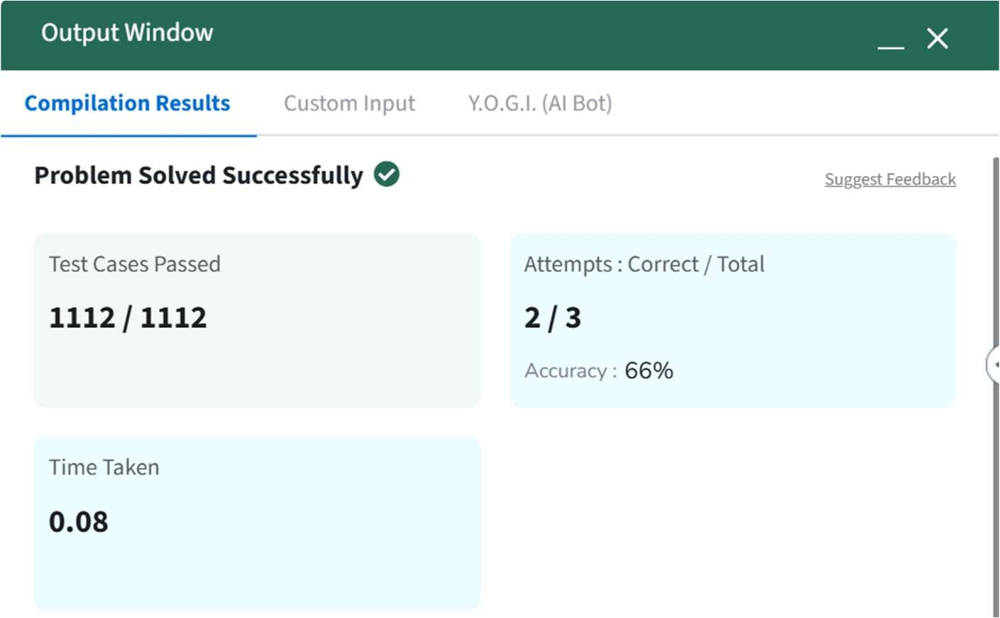 Output Window
Compilation Results
Custom Input
Y.O.G.I. (AI Bot)
Problem Solved Successfully
Suggest Feedback
Test Cases Passed
1112 / 1112
Attempts : Correct / Total
2 / 3
Accuracy : 66%
Time Taken
0.08